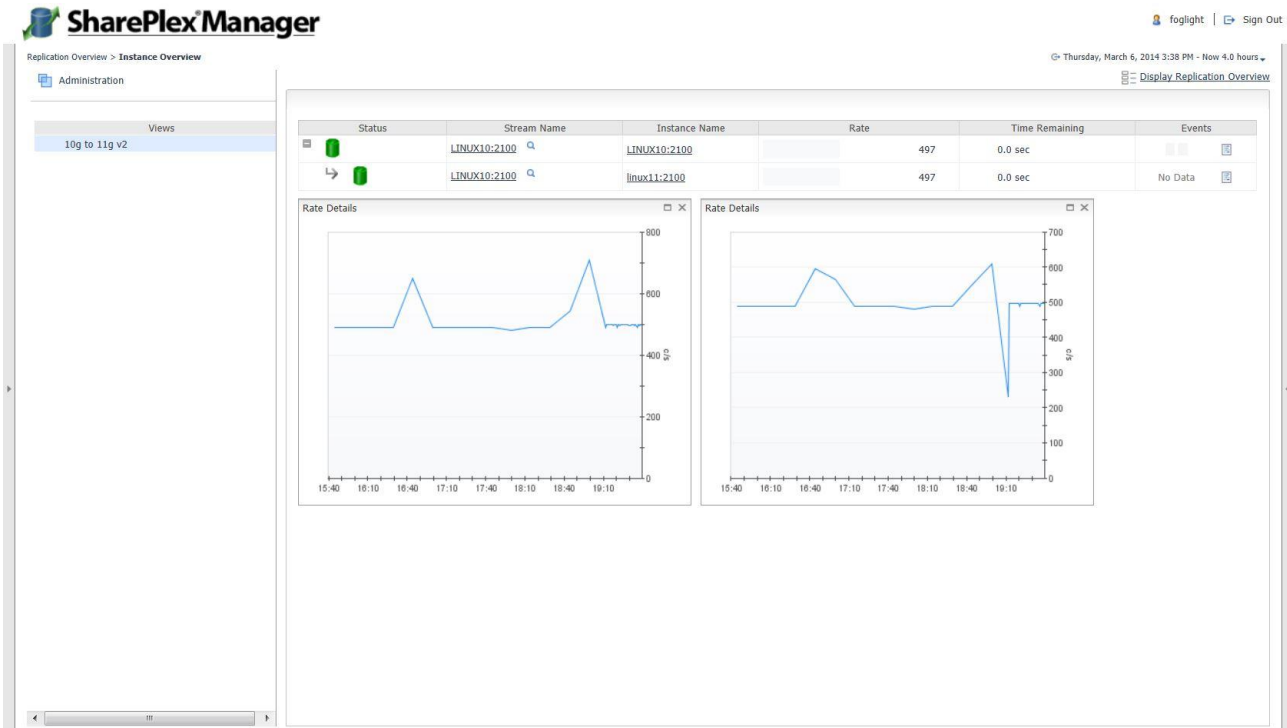 SharePlex Manager
foglight | Sign Out
Replication Overview > Instance Overview
Thursday, March 6, 2014 3:38 PM - Now 4.0 hours
Administration
Display Replication Overview
Views
10g to 11g v2
Status Stream Name Instance Name Rate Time Remaining Events
LINUX10:2100 LINUX10:2100 497 0.0 sec
LINUX10:2100 linux11:2100 497 0.0 sec No Data
Rate Details
800
600
400
200
0
c/s
15:40 16:10 16:40 17:10 17:40 18:10 18:40 19:10
Rate Details
700
600
500
400
300
200
100
0
c/s
15:40 16:10 16:40 17:10 17:40 18:10 18:40 19:10